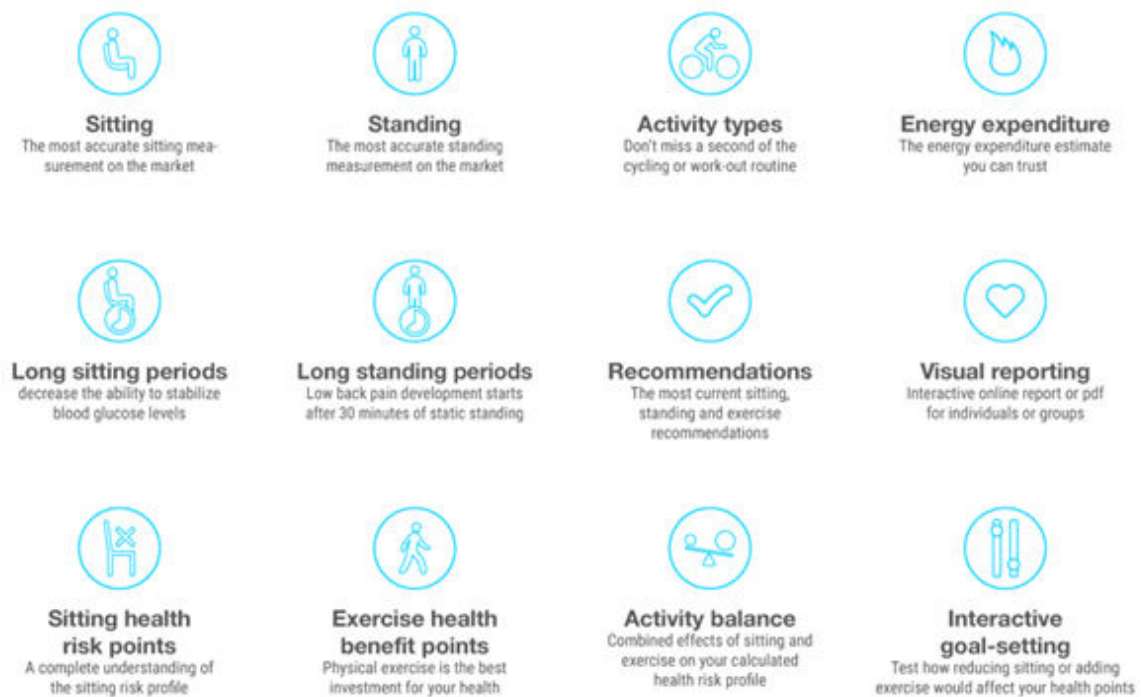 Sitting
The most accurate sitting mea-
surement on the market
Standing
The most accurate standing
measurement on the market
Activity types
Don't miss a second of the
cycling or work-out routine
Energy expenditure
The energy expenditure estimate
you can trust
Long sitting periods
decrease the ability to stabilize
blood glucose levels
Long standing periods
Low back pain development starts
after 30 minutes of static standing
Recommendations
The most current sitting,
standing and exercise
recommendations
Visual reporting
Interactive online report or pdf
for individuals or groups
Sitting health
risk points
A complete understanding of
the sitting risk profile
Exercise health
benefit points
Physical exercise is the best
investment for your health
Activity balance
Combined effects of sitting and
exercise on your calculated
health risk profile
Interactive
goal-setting
Test how reducing sitting or adding
exercise would affect your health points